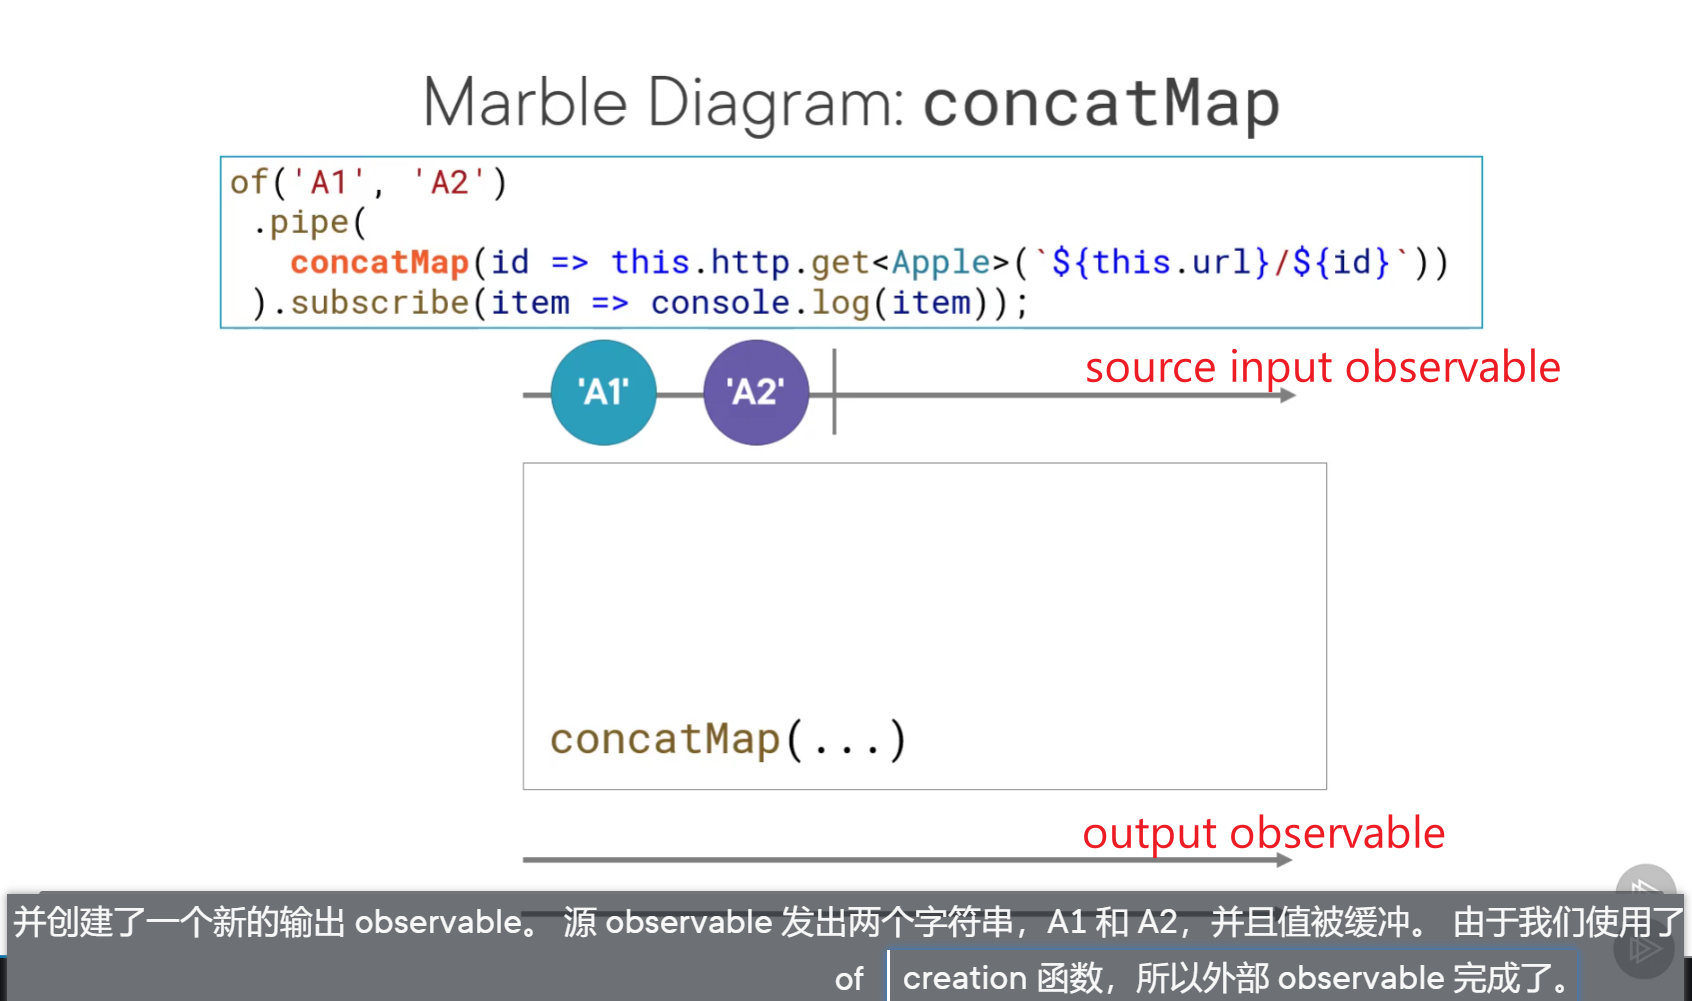 Marble Diagram: concatMap
of('A1', 'A2')
.pipe(
concatMap(id => this.http.get<Apple>(`${this.url}/${id}`))
).subscribe(item => console.log(item));
'A1'
'A2'
source input observable
concatMap(...)
output observable
并创建了一个新的输出 observable。 源 observable 发出两个字符串，A1 和 A2，并且值被缓冲。 由于我们使用了
of creation 函数，所以外部 observable 完成了。